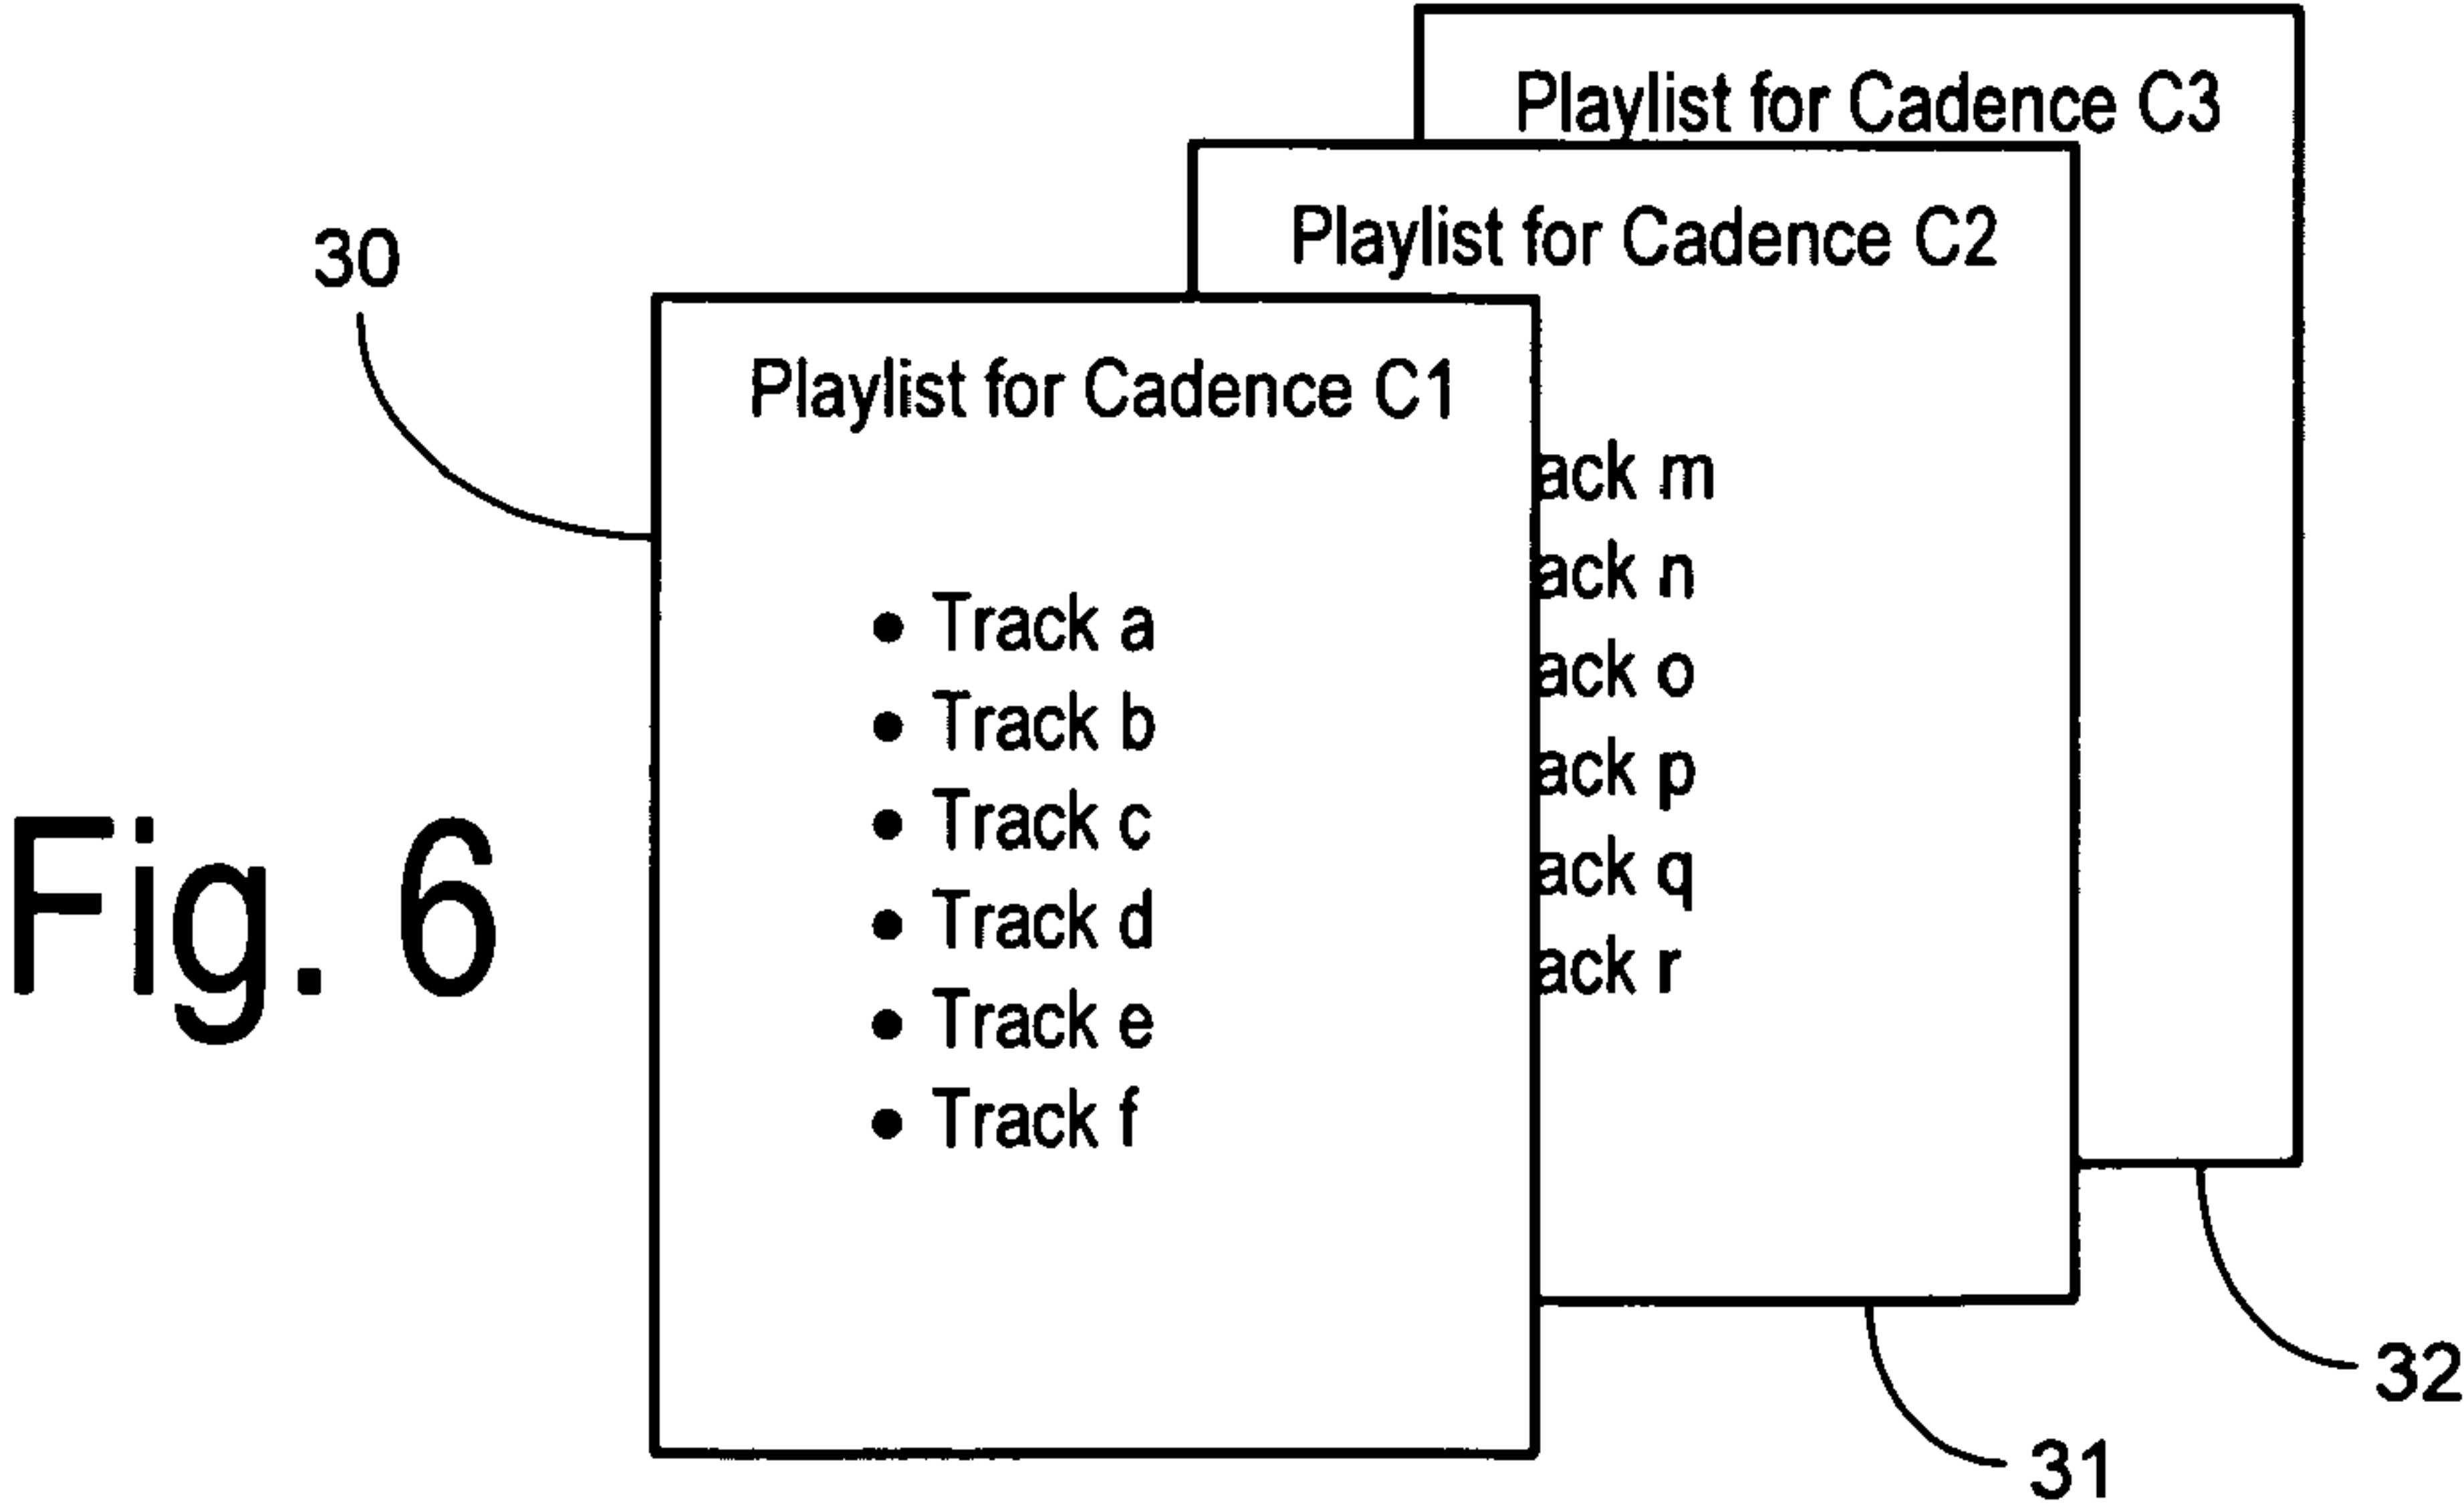 Playlist for Cadence C3
Playlist for Cadence C2
30
Playlist for Cadence C1
• Track a
• Track b
• Track c
• Track d
• Track e
• Track f
ack m
ack n
ack o
ack p
ack q
ack r
Fig. 6
32
31